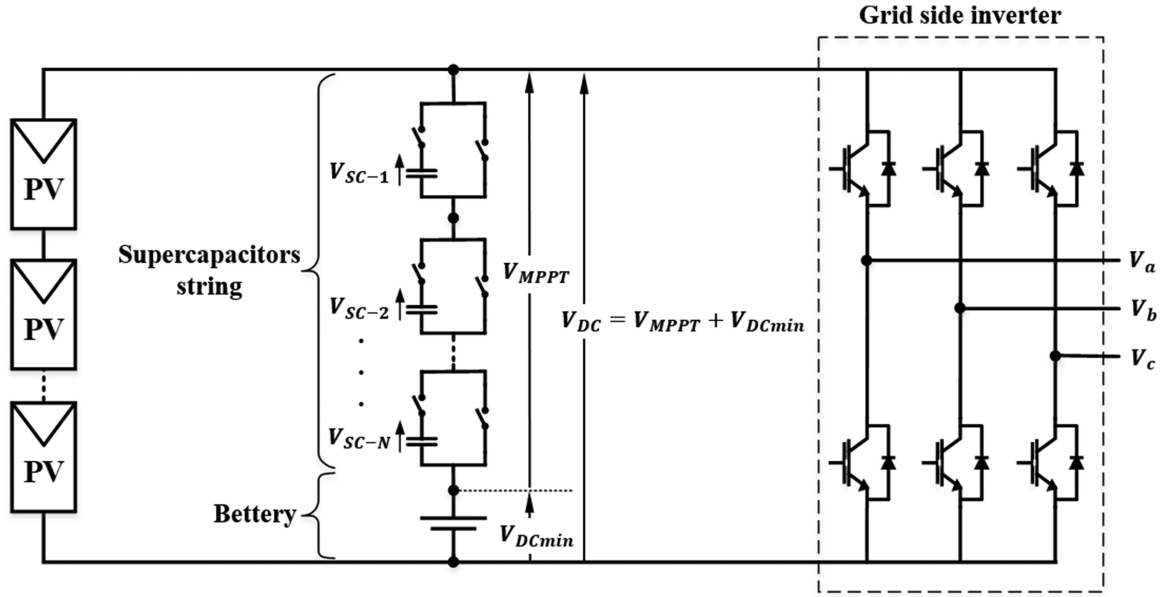 Grid side inverter
PV
PV
PV
Supercapacitors
string
Bettery
V_{SC-1}
V_{SC-2}
V_{SC-N}
V_{MPPT}
V_{DCmin}
V_{DC} = V_{MPPT} + V_{DCmin}
V_a
V_b
V_c